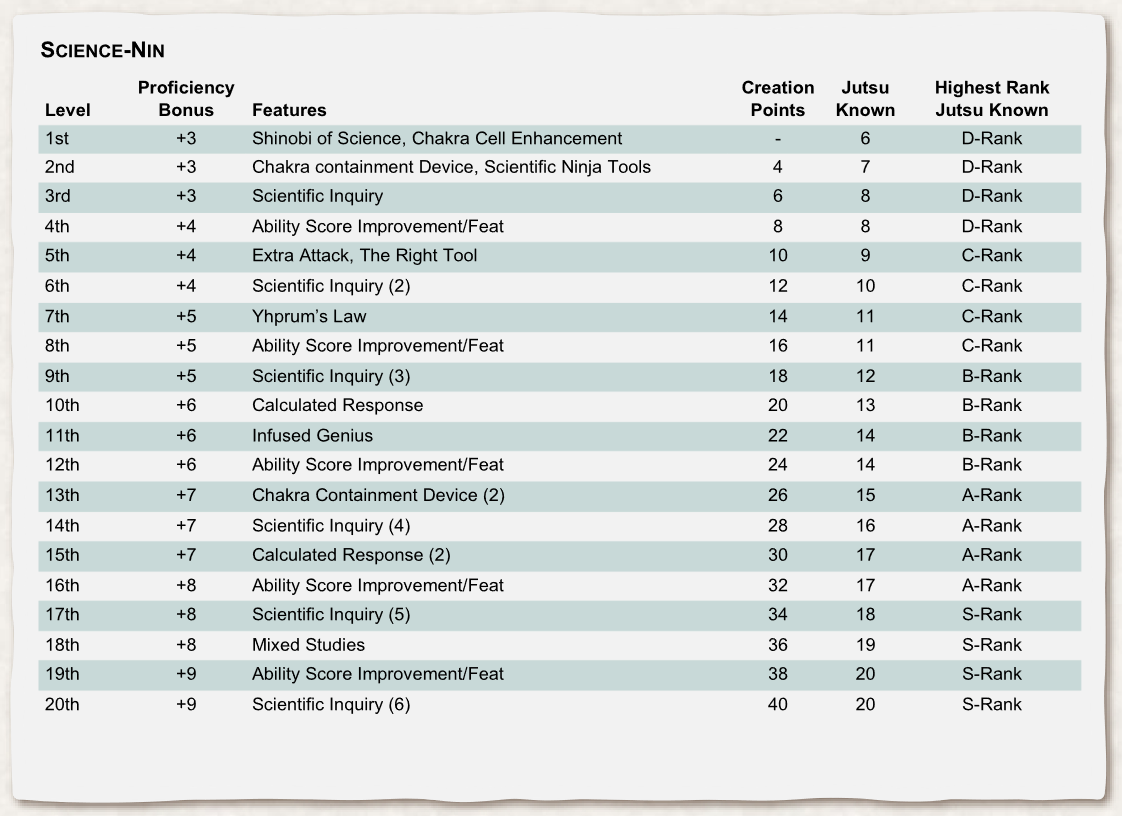 SCIENCE-NIN
Proficiency Creation Jutsu Highest Rank
Level Bonus Features Points Known Jutsu Known
1st +3 Shinobi of Science, Chakra Cell Enhancement - 6 D-Rank
2nd +3 Chakra containment Device, Scientific Ninja Tools 4 7 D-Rank
3rd +3 Scientific Inquiry 6 8 D-Rank
4th +4 Ability Score Improvement/Feat 8 8 D-Rank
5th +4 Extra Attack, The Right Tool 10 9 C-Rank
6th +4 Scientific Inquiry (2) 12 10 C-Rank
7th +5 Yhprum’s Law 14 11 C-Rank
8th +5 Ability Score Improvement/Feat 16 11 C-Rank
9th +5 Scientific Inquiry (3) 18 12 B-Rank
10th +6 Calculated Response 20 13 B-Rank
11th +6 Infused Genius 22 14 B-Rank
12th +6 Ability Score Improvement/Feat 24 14 B-Rank
13th +7 Chakra Containment Device (2) 26 15 A-Rank
14th +7 Scientific Inquiry (4) 28 16 A-Rank
15th +7 Calculated Response (2) 30 17 A-Rank
16th +8 Ability Score Improvement/Feat 32 17 A-Rank
17th +8 Scientific Inquiry (5) 34 18 S-Rank
18th +8 Mixed Studies 36 19 S-Rank
19th +9 Ability Score Improvement/Feat 38 20 S-Rank
20th +9 Scientific Inquiry (6) 40 20 S-Rank